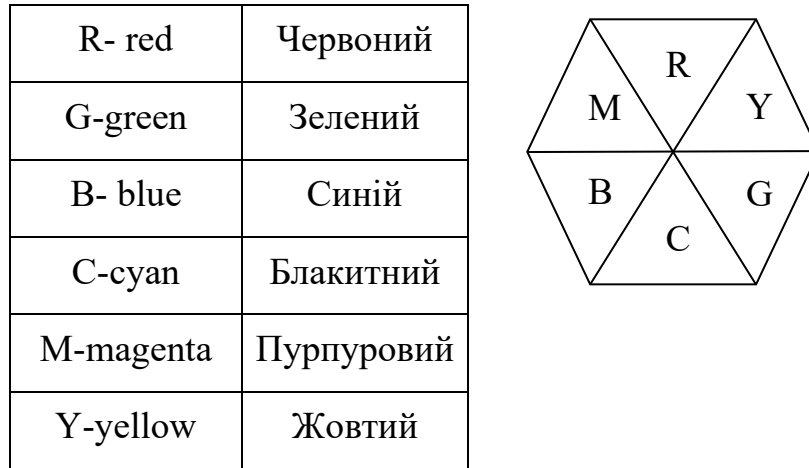 R- red Червоний
G-green Зелений
B- blue Синій
C-cyan Блакитний
M-magenta Пурпуровий
Y-yellow Жовтий
R
M Y
B G
C